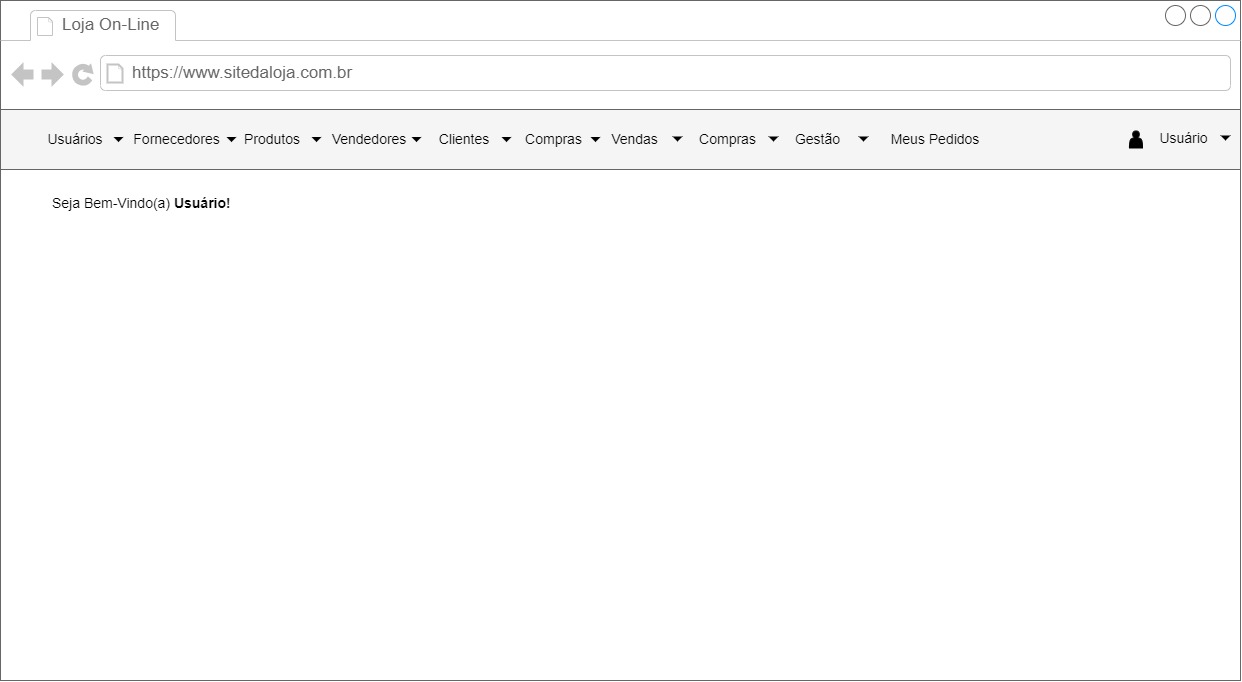 Loja On-Line
https://www.sitedaloja.com.br
Usuários Fornecedores Produtos Vendedores Clientes Compras Vendas Compras Gestão Meus Pedidos Usuário
Seja Bem-Vindo(a) Usuário!